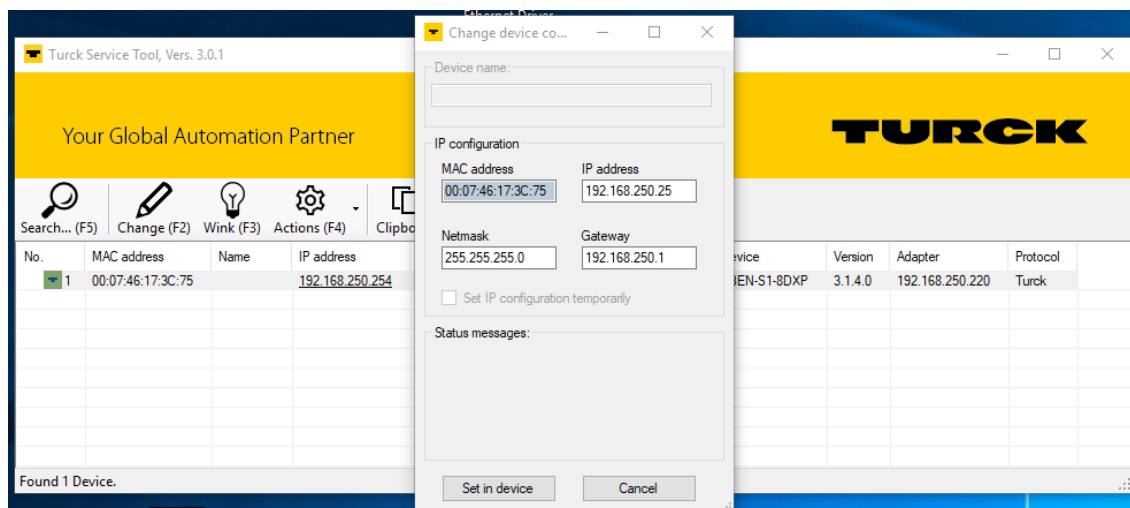 Ethernet Driver
Turck Service Tool, Vers. 3.0.1
Change device co...
Your Global Automation Partner
TURCK
Search... (F5) Change (F2) Wink (F3) Actions (F4) Clipbo
No. MAC address Name IP address evice Version Adapter Protocol
1 00:07:46:17:3C:75 192.168.250.254 BEN-S1-8DXP 3.1.4.0 192.168.250.220 Turck
Found 1 Device.
Device name:
IP configuration
MAC address IP address
00:07:46:17:3C:75 192.168.250.25
Netmask Gateway
255.255.255.0 192.168.250.1
Set IP configuration temporarily
Status messages:
Set in device Cancel